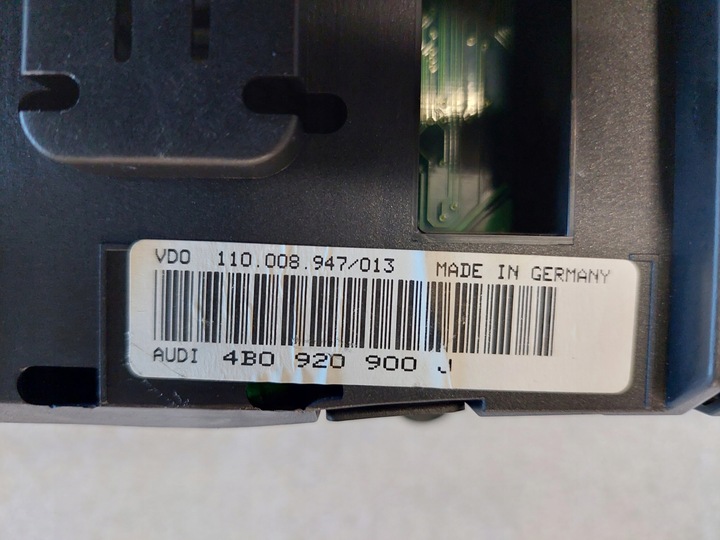 VDO 110.008.947/013 MADE IN GERMANY
AUDI 4B0 920 900 J